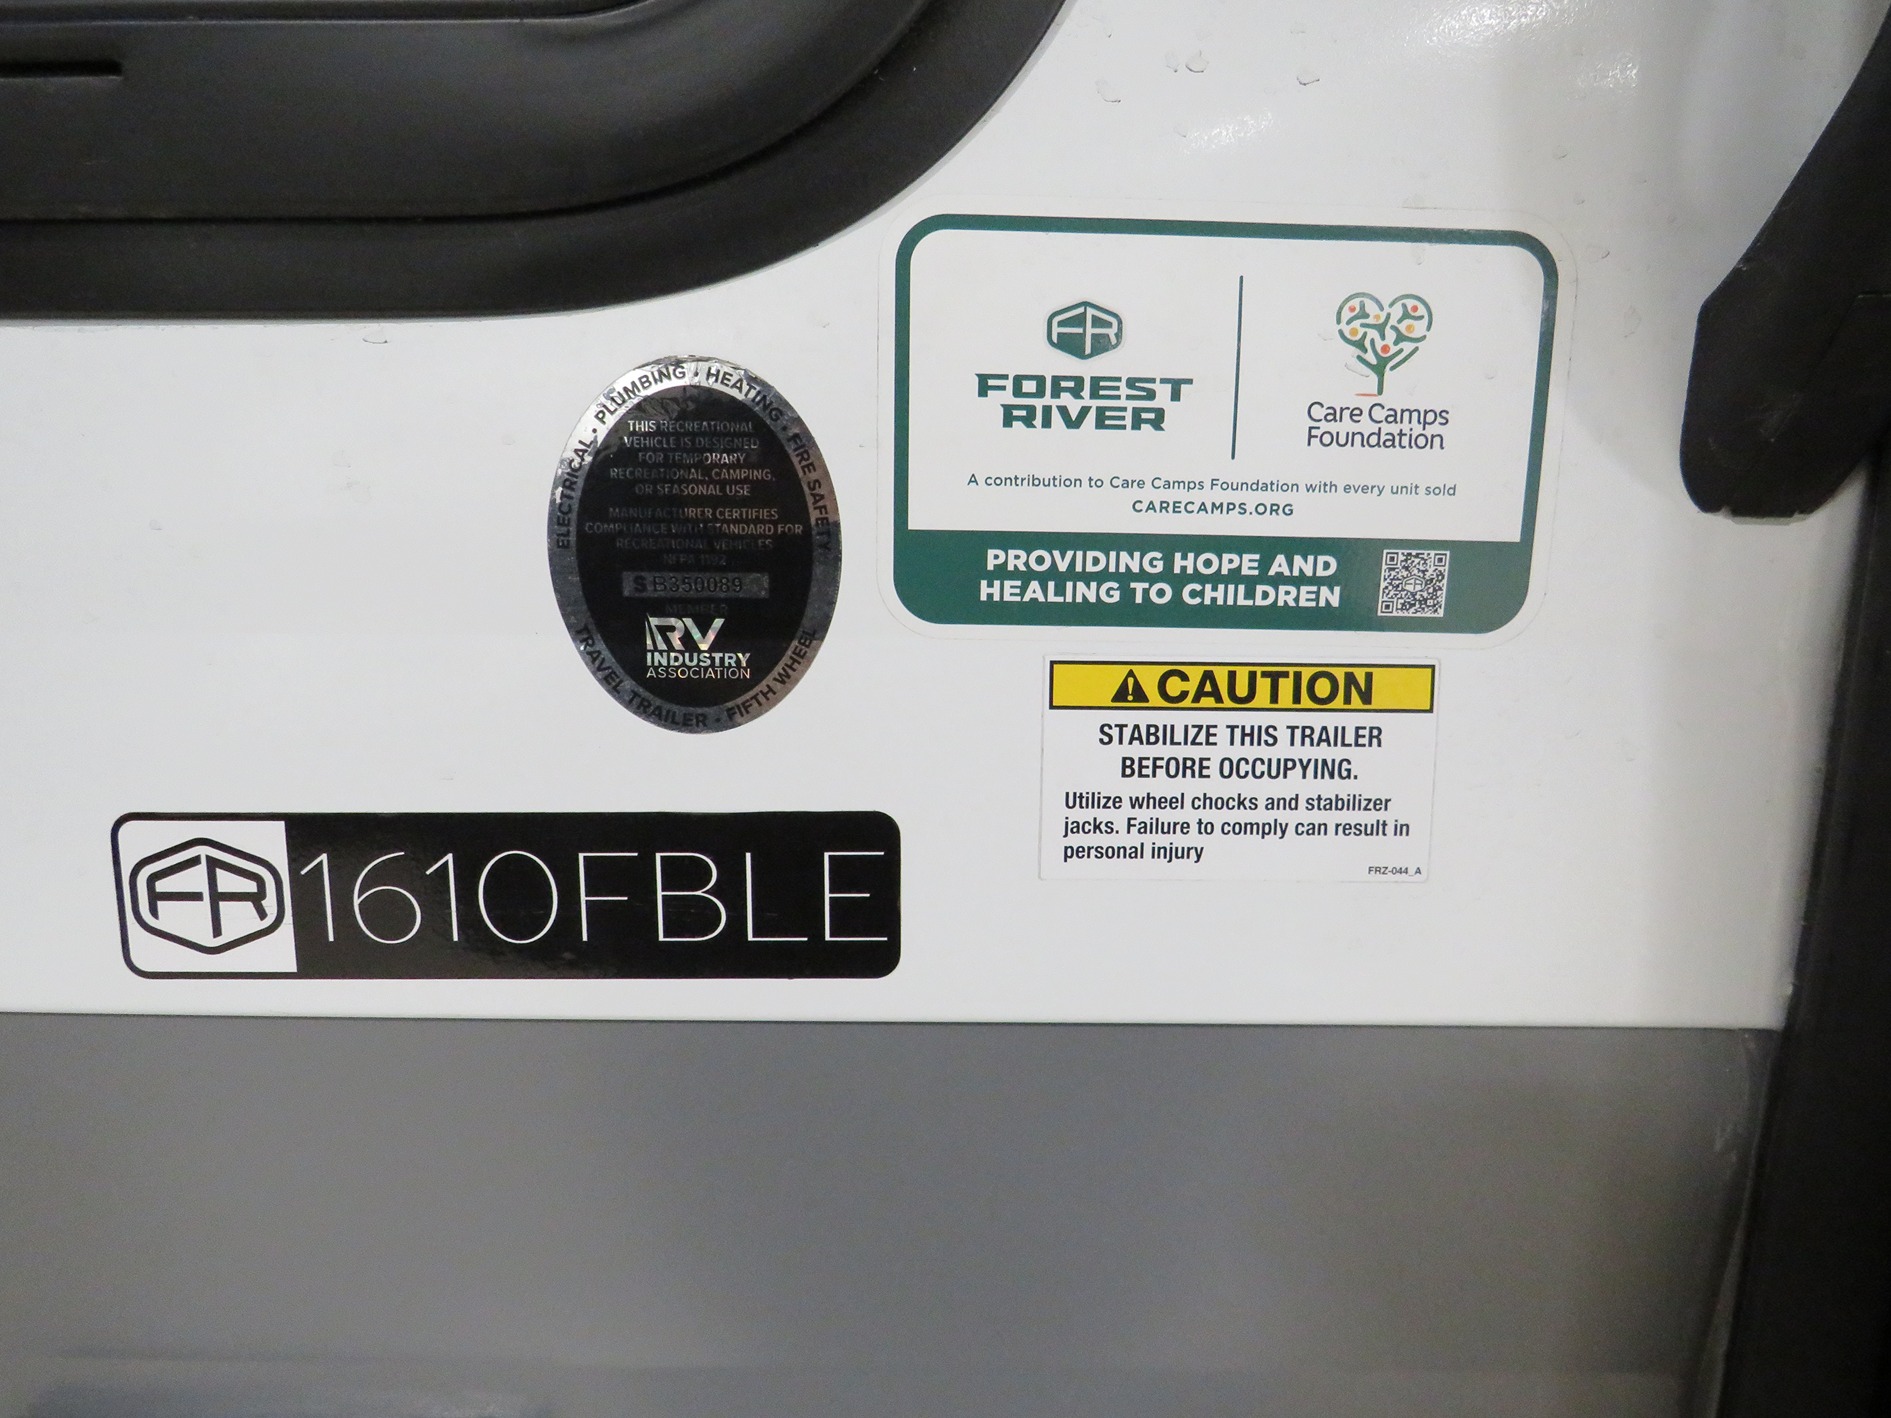 ELECTRICAL · PLUMBING · HEATING · FIRE SAFETY
THIS RECREATIONAL
VEHICLE IS DESIGNED
FOR TEMPORARY
RECREATIONAL, CAMPING,
OR SEASONAL USE
MANUFACTURER CERTIFIES
COMPLIANCE WITH STANDARD FOR
RECREATIONAL VEHICLES
NFPA 1192
SB350089
MEMBER
RV
INDUSTRY
ASSOCIATION
TRAVEL TRAILER · FIFTH WHEEL
FR
FOREST
RIVER
Care Camps
Foundation
A contribution to Care Camps Foundation with every unit sold
CARECAMPS.ORG
PROVIDING HOPE AND
HEALING TO CHILDREN
CAUTION
STABILIZE THIS TRAILER
BEFORE OCCUPYING.
Utilize wheel chocks and stabilizer
jacks. Failure to comply can result in
personal injury
FRZ-044_A
FR 1610FBLE